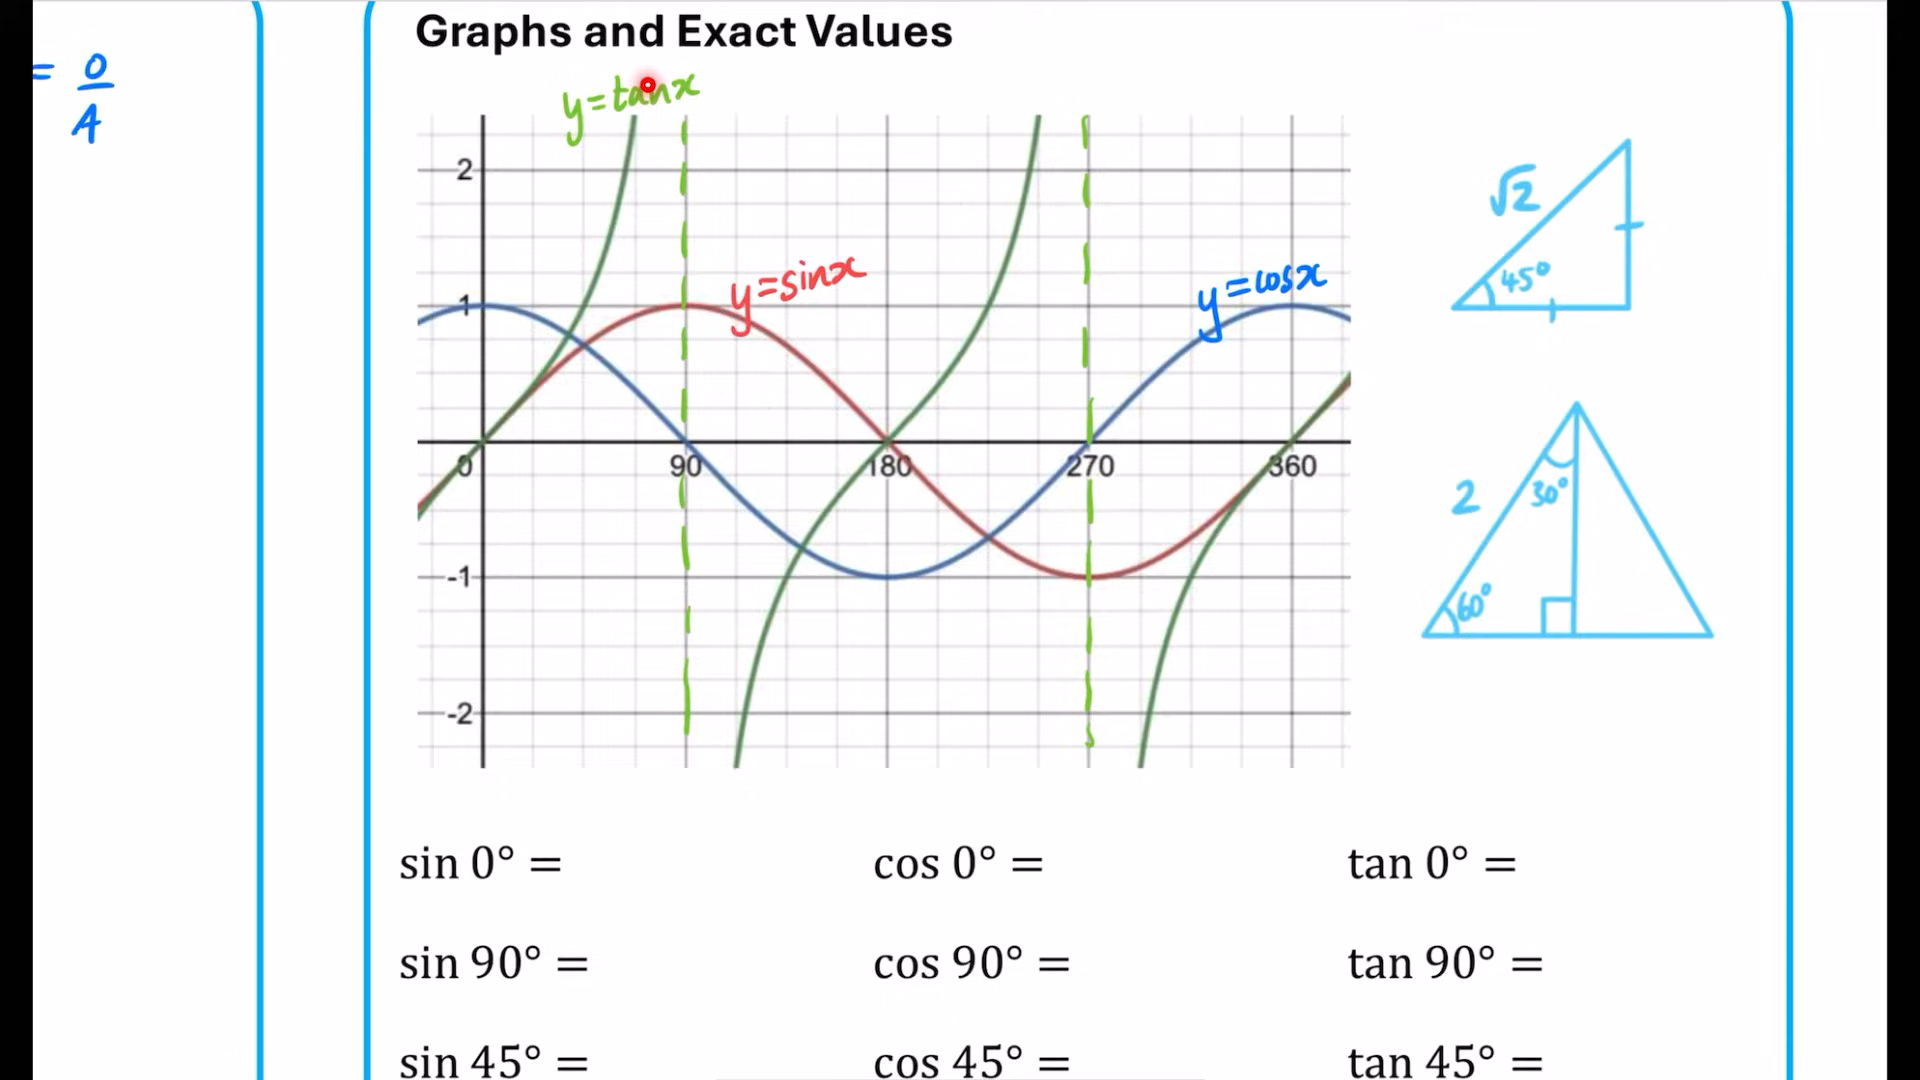 Graphs and Exact Values
= O
A
y=tanx
2
√2
y=sinx
y=cosx
45°
1
0
90
180
270
360
2
30°
-1
60°
-2
sin 0° =
cos 0° =
tan 0° =
sin 90° =
cos 90° =
tan 90° =
sin 45° =
cos 45° =
tan 45° =